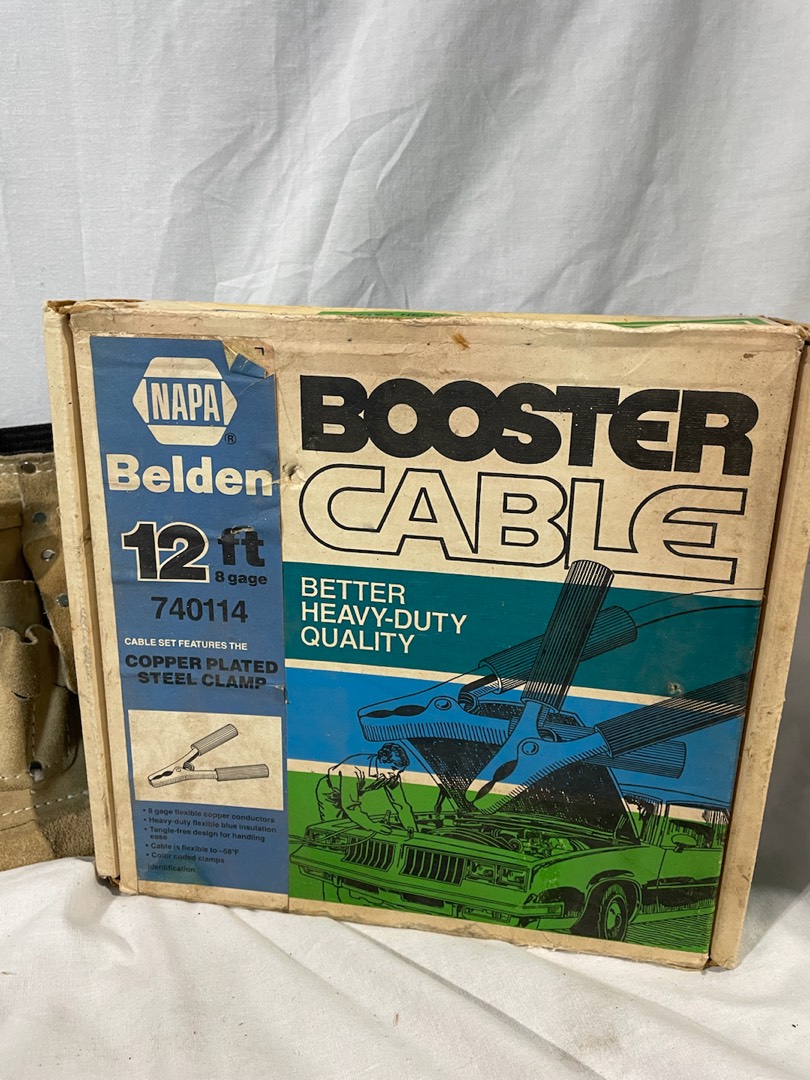 NAPA
®
Belden
12 ft
8 gage
740114
CABLE SET FEATURES THE
COPPER PLATED
STEEL CLAMP
• 8 gage flexible copper conductors
• Heavy-duty flexible blue insulation
• Tangle-free design for handling
ease
• Cable is flexible to -58°F
• Color coded clamps
identification
BOOSTER
CABLE
BETTER
HEAVY-DUTY
QUALITY